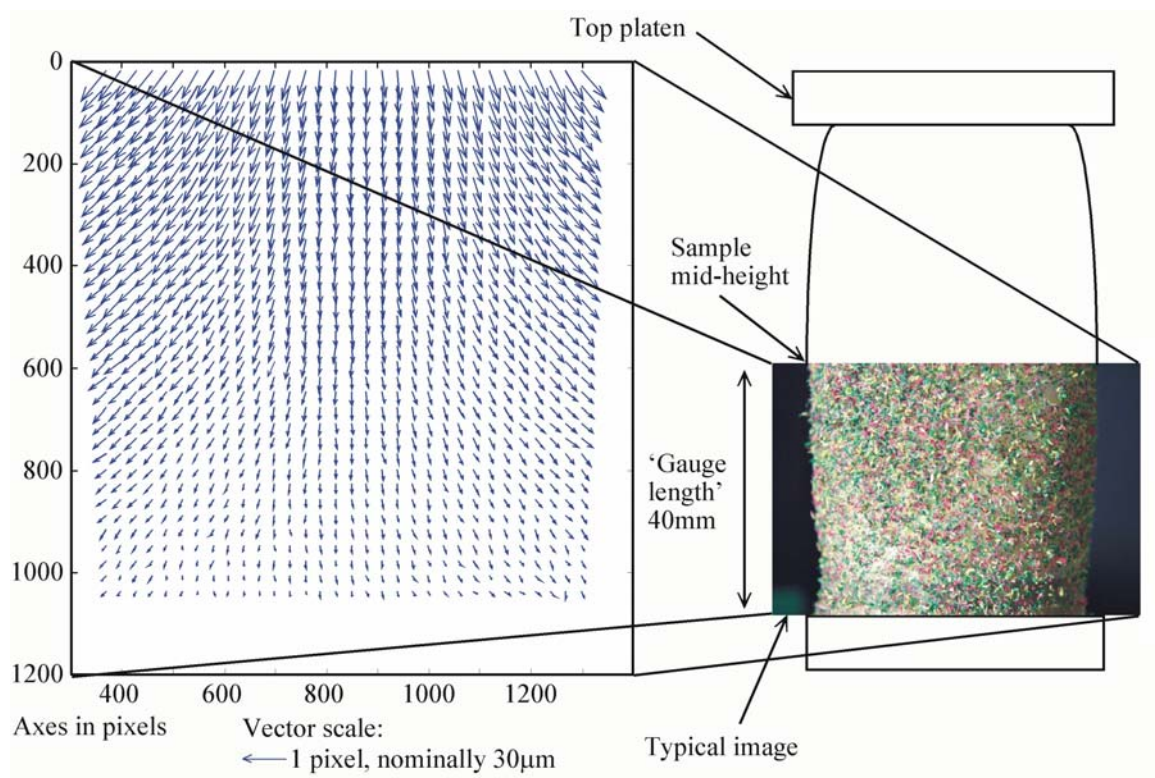 Top platen
0
200
400
600
800
1000
1200
400
600
800
1000
1200
Axes in pixels
Vector scale:
1 pixel, nominally 30μm
Sample
mid-height
‘Gauge
length’
40mm
Typical image